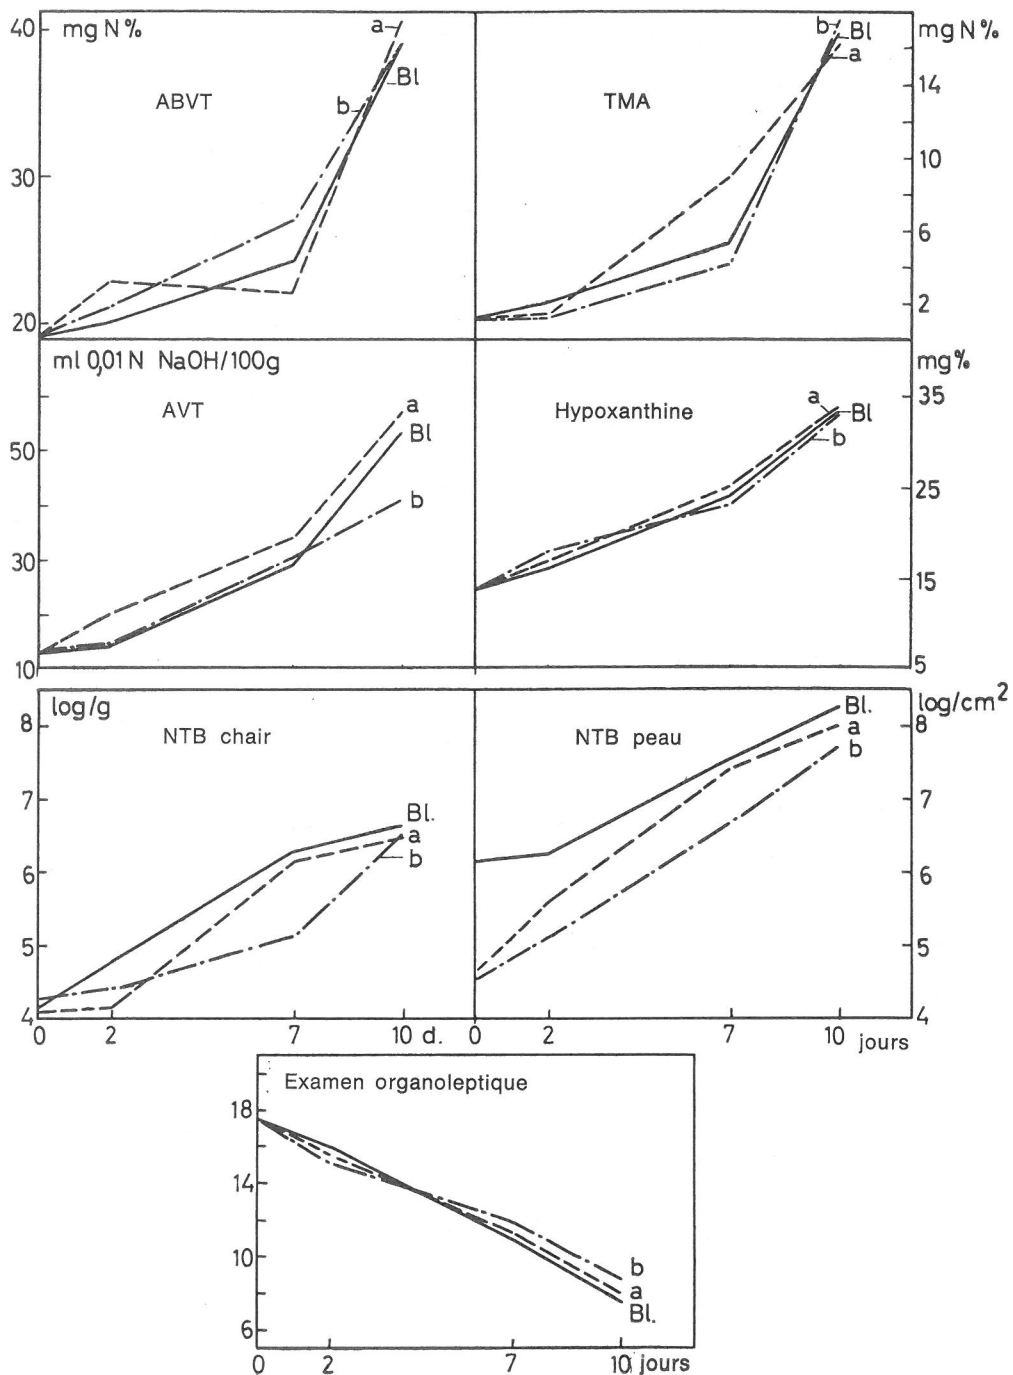 40
mg N%
ABVT
30
20
a
Bl
b
TMA
b
Bl
a
mg N%
14
10
6
2
ml 0,01 N NaOH/100g
AVT
50
30
10
a
Bl
b
Hypoxanthine
a
Bl
b
mg%
35
25
15
5
log/g
NTB chair
8
7
6
5
4
Bl.
a
b
0 2 7 10 d.
NTB peau
Bl.
a
b
log/cm2
8
7
6
5
4
0 2 7 10 jours
Examen organoleptique
18
14
10
6
b
a
Bl.
0 2 7 10 jours